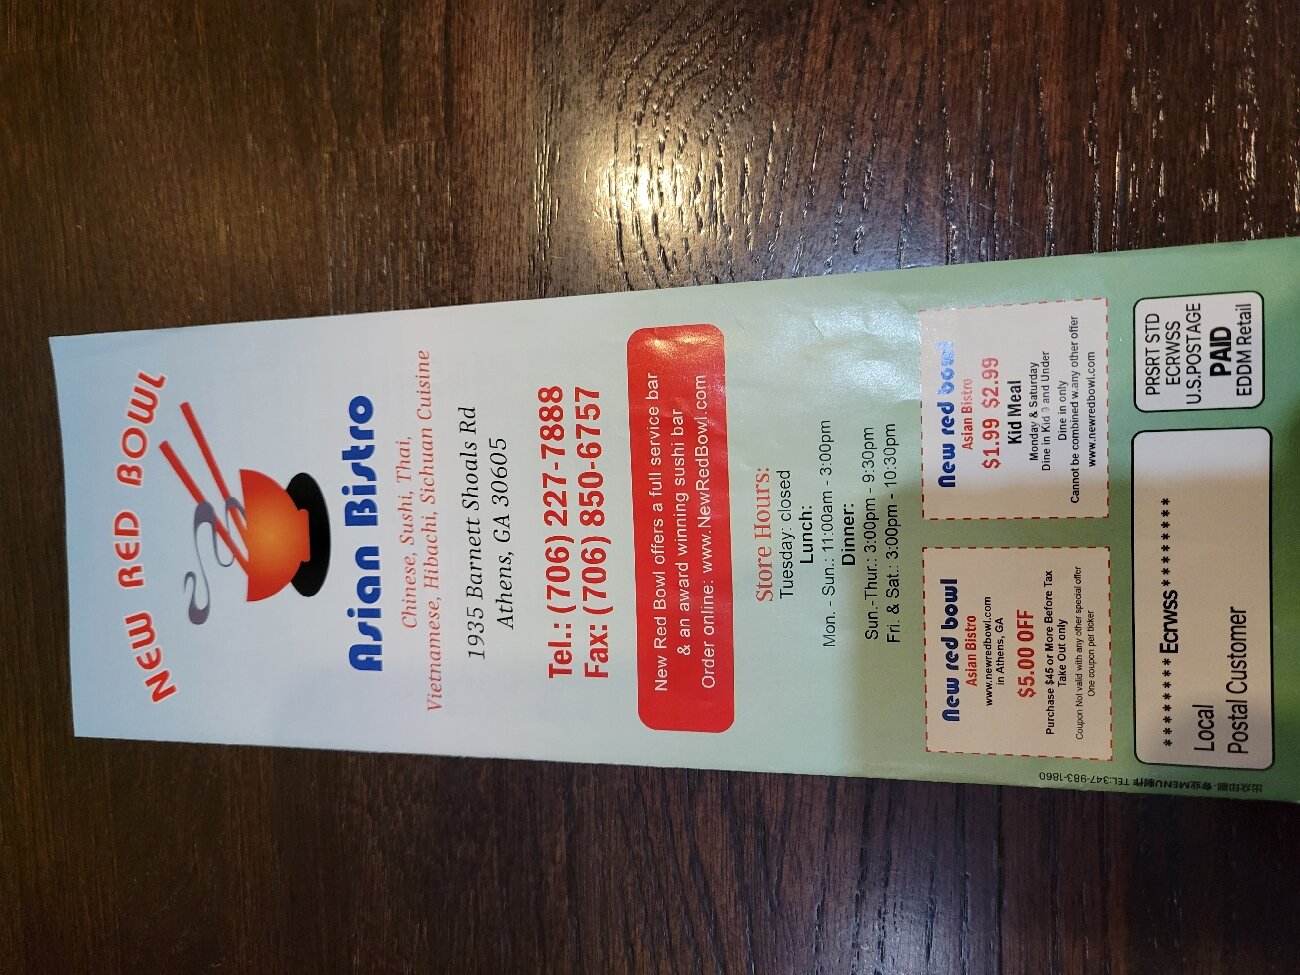 NEW RED BOWL
Asian Bistro
Chinese, Sushi, Thai,
Vietnamese, Hibachi, Sichuan Cuisine
1935 Barnett Shoals Rd
Athens, GA 30605
Tel.: (706) 227-7888
Fax: (706) 850-6757
New Red Bowl offers a full service bar
& an award winning sushi bar
Order online: www.NewRedBowl.com
Store Hours:
Tuesday: closed
Lunch:
Mon. - Sun.: 11:00am - 3:00pm
Dinner:
Sun.-Thur.: 3:00pm - 9:30pm
Fri. & Sat.: 3:00pm - 10:30pm
new red bowl
Asian Bistro
www.newredbowl.com
in Athens, GA.
$5.00 OFF
Purchase $45 or More Before Tax
Take Out only
Coupon Not valid with any other special offer
One coupon per ticker
new red bowl
Asian Bistro
$1.99 $2.99
Kid Meal
Monday & Saturday
Dine in Kid 9 and Under
Dine in only
Cannot be combined w.any other offer
www.newredbowl.com
********Ecrwss********
Local
Postal Customer
PRSRT STD
ECRWSS
U.S.POSTAGE
PAID
EDDM Retail
MENU TEL:347-983-1860